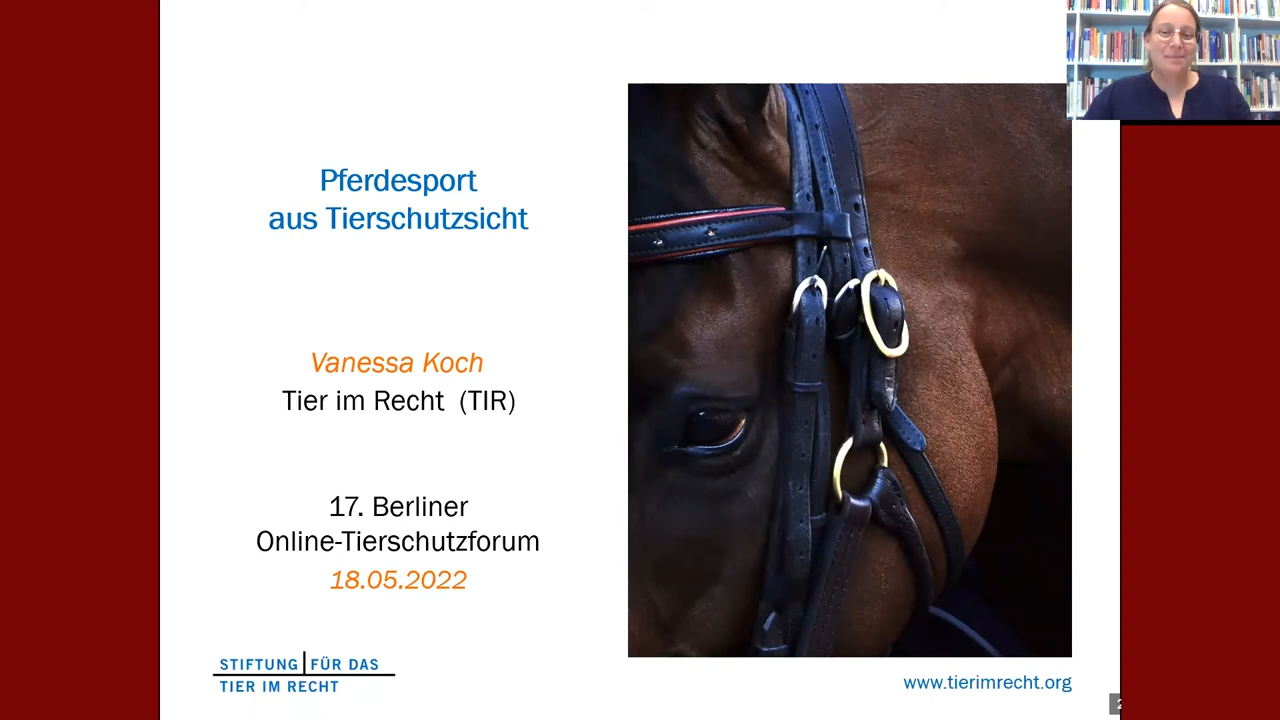 Pferdesport
aus Tierschutzsicht
Vanessa Koch
Tier im Recht (TIR)
17. Berliner
Online-Tierschutzforum
18.05.2022
STIFTUNG FÜR DAS
TIER IM RECHT
www.tierimrecht.org